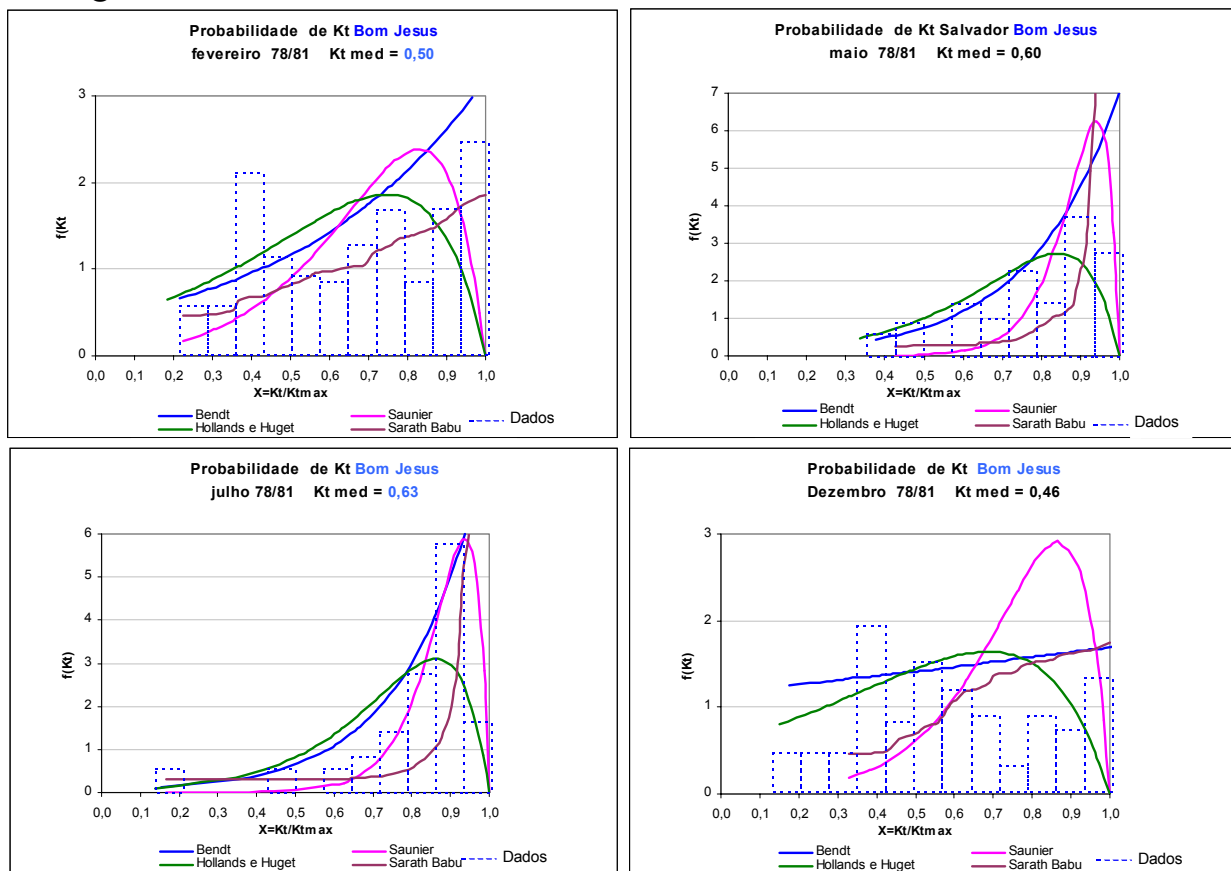 Probabilidade de Kt Bom Jesus
fevereiro 78/81 Kt med = 0,50
3
2
1
0
f(Kt
0,0 0,1 0,2 0,3 0,4 0,5 0,6 0,7 0,8 0,9 1,0
X=Kt/Ktmax
Bendt Saunier
Hollands e Huget Sarath Babu Dados
Probabilidade de Kt Salvador Bom Jesus
maio 78/81 Kt med = 0,60
7
6
5
4
3
2
1
0
f(Kt)
0,0 0,1 0,2 0,3 0,4 0,5 0,6 0,7 0,8 0,9 1,0
X=Kt/Ktmax
Bendt Saunier
Hollands e Huget Sarath Babu Dados
Probabilidade de Kt Bom Jesus
julho 78/81 Kt med = 0,63
6
5
4
3
2
1
0
f(Kt)
0,0 0,1 0,2 0,3 0,4 0,5 0,6 0,7 0,8 0,9 1,0
X=Kt/Ktmax
Bendt Saunier
Hollands e Huget Sarath Babu Dados
Probabilidade de Kt Bom Jesus
Dezembro 78/81 Kt med = 0,46
3
2
1
0
f(Kt)
0,0 0,1 0,2 0,3 0,4 0,5 0,6 0,7 0,8 0,9 1,0
X=Kt/Ktmax
Bendt Saunier
Hollands e Huget Sarath Babu Dados